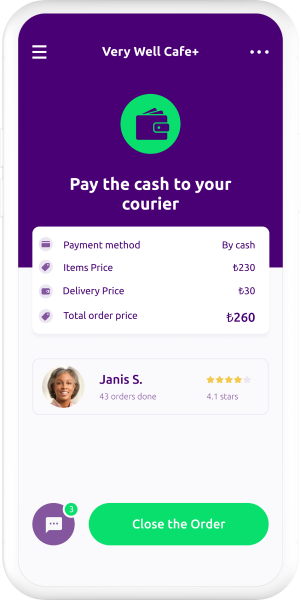 Very Well Cafe+
Pay the cash to your
courier
Payment method By cash
Items Price ₺230
Delivery Price ₺30
Total order price ₺260
Janis S.
43 orders done 4.1 stars
3
Close the Order